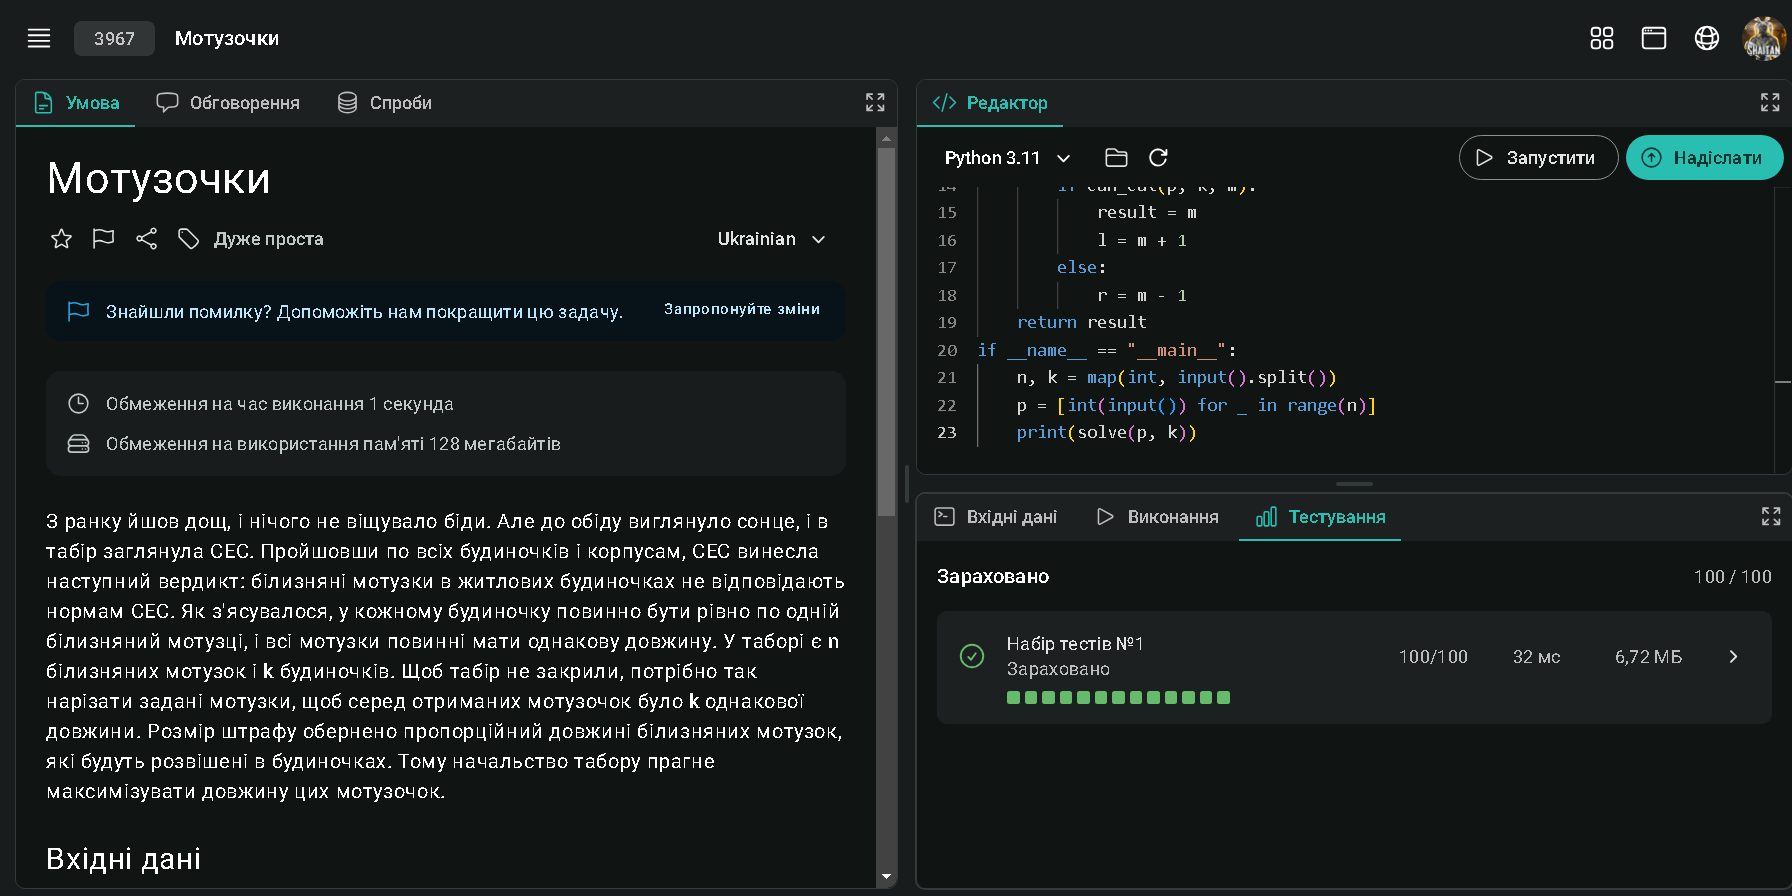 3967 Мотузочки
Умова Обговорення Спроби
Мотузочки
Дуже проста Ukrainian
Знайшли помилку? Допоможіть нам покращити цю задачу. Запропонуйте зміни
Обмеження на час виконання 1 секунда
Обмеження на використання пам'яті 128 мегабайтів
З ранку йшов дощ, і нічого не віщувало біди. Але до обіду виглянуло сонце, і в
табір заглянула СЕС. Пройшовши по всіх будиночків і корпусам, СЕС винесла
наступний вердикт: білизняні мотузки в житлових будиночках не відповідають
нормам СЕС. Як з'ясувалося, у кожному будиночку повинно бути рівно по одній
білизняний мотузці, і всі мотузки повинні мати однакову довжину. У таборі є n
білизняних мотузок і k будиночків. Щоб табір не закрили, потрібно так
нарізати задані мотузки, щоб серед отриманих мотузочок було k однакової
довжини. Розмір штрафу обернено пропорційний довжині білизняних мотузок,
які будуть розвішені в будиночках. Тому начальство табору прагне
максимізувати довжину цих мотузочок.
Вхідні дані
Редактор
Python 3.11 Запустити Надіслати
14 if can_cut(p, k, m):
15 result = m
16 l = m + 1
17 else:
18 r = m - 1
19 return result
20 if __name__ == "__main__":
21 n, k = map(int, input().split())
22 p = [int(input()) for _ in range(n)]
23 print(solve(p, k))
Вхідні дані Виконання Тестування
Зараховано 100 / 100
Набір тестів №1
Зараховано
100/100 32 мс 6,72 МБ
SHAITAN